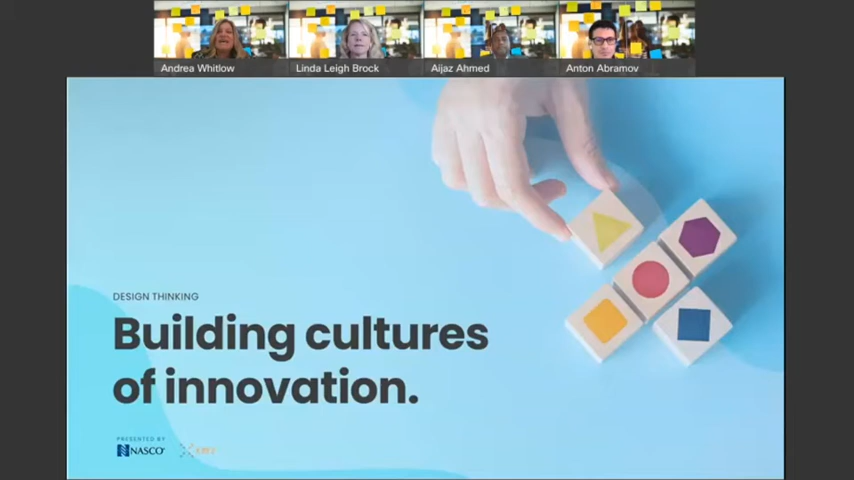 Andrea Whitlow
Linda Leigh Brock
Aijaz Ahmed
Anton Abramov
DESIGN THINKING
Building cultures
of innovation.
PRESENTED BY
NASCO